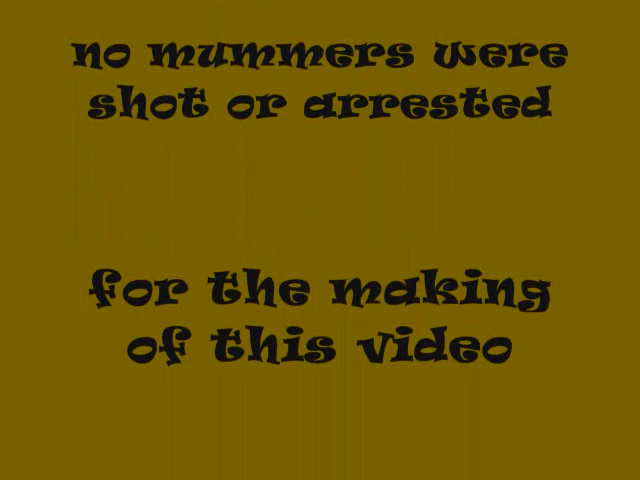 no mummers were
shot or arrested
for the making
of this video